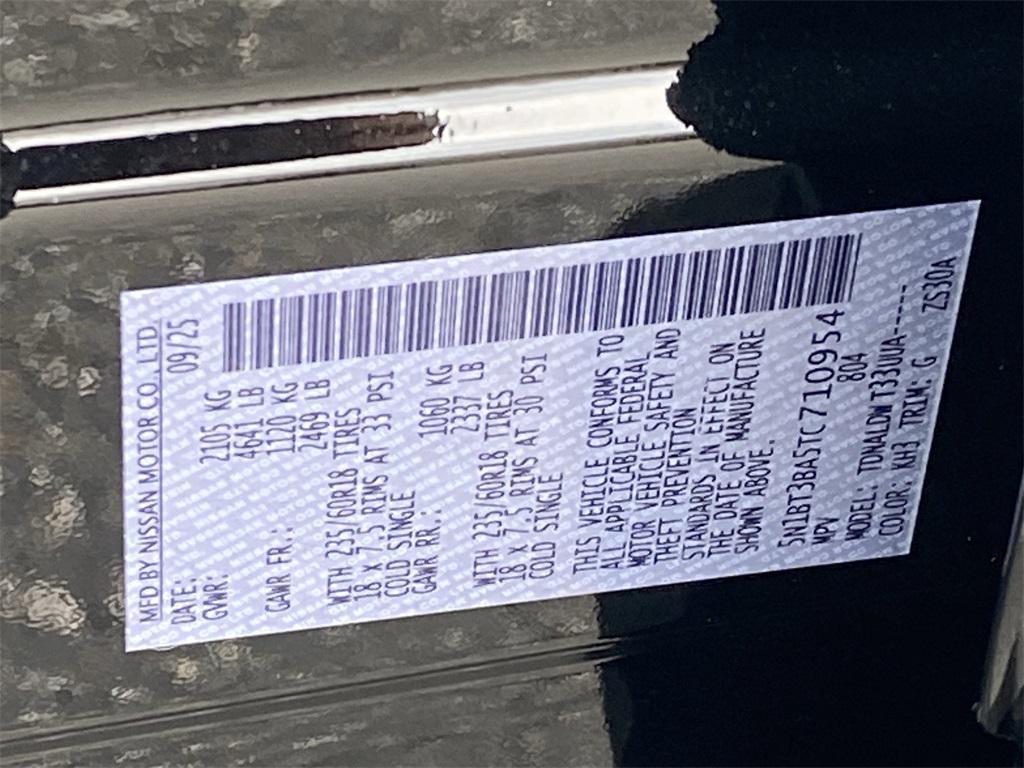 MFD BY NISSAN MOTOR CO. LTD.
DATE: 09/25
GVWR: 2105 KG
4641 LB
GAWR FR.: 1120 KG
2469 LB
WITH 235/60R18 TIRES
18 X 7.5 RIMS AT 33 PSI
COLD SINGLE
GAWR RR.: 1060 KG
2337 LB
WITH 235/60R18 TIRES
18 X 7.5 RIMS AT 30 PSI
COLD SINGLE
THIS VEHICLE CONFORMS TO
ALL APPLICABLE FEDERAL
MOTOR VEHICLE SAFETY AND
THEFT PREVENTION
STANDARDS IN EFFECT ON
THE DATE OF MANUFACTURE
SHOWN ABOVE.
5N1BT3BA5TC710954
MPV 804
MODEL: TDNALDWT33UUA-----
COLOR: KH3 TRIM: G ZS30A